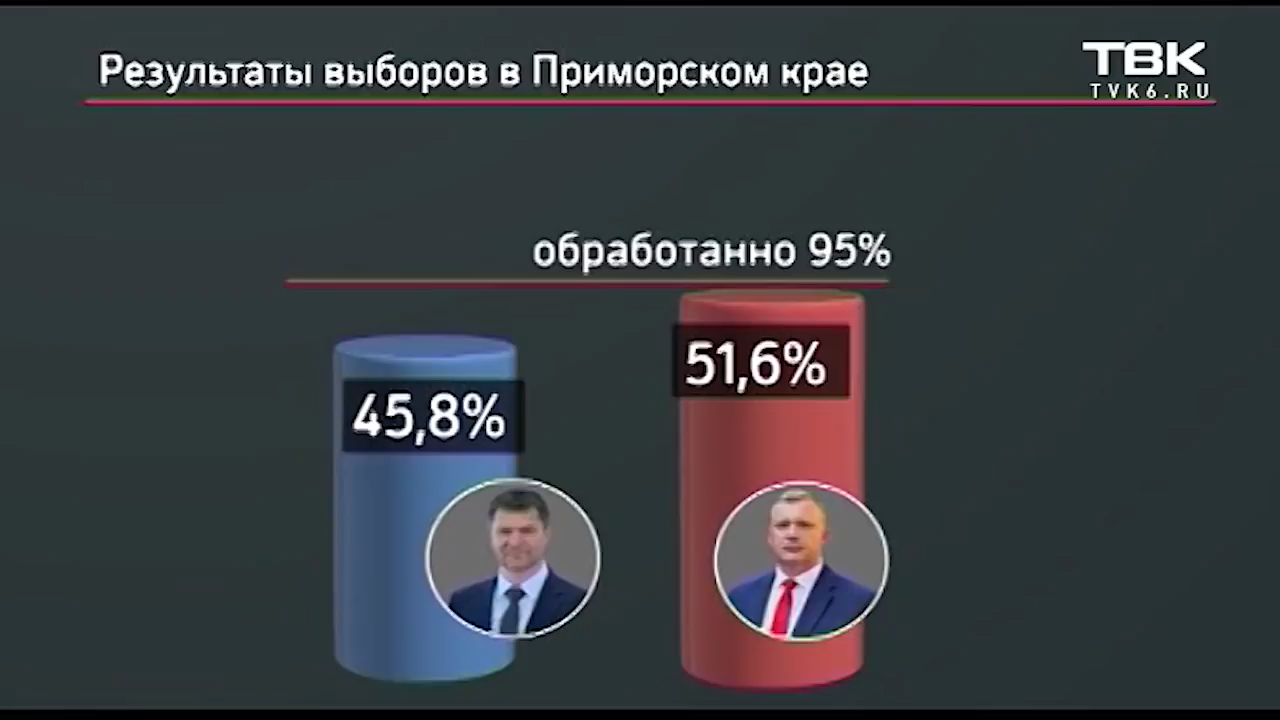 Результаты выборов в Приморском крае
ТВК
TVK6.RU
обработанно 95%
45,8%
51,6%